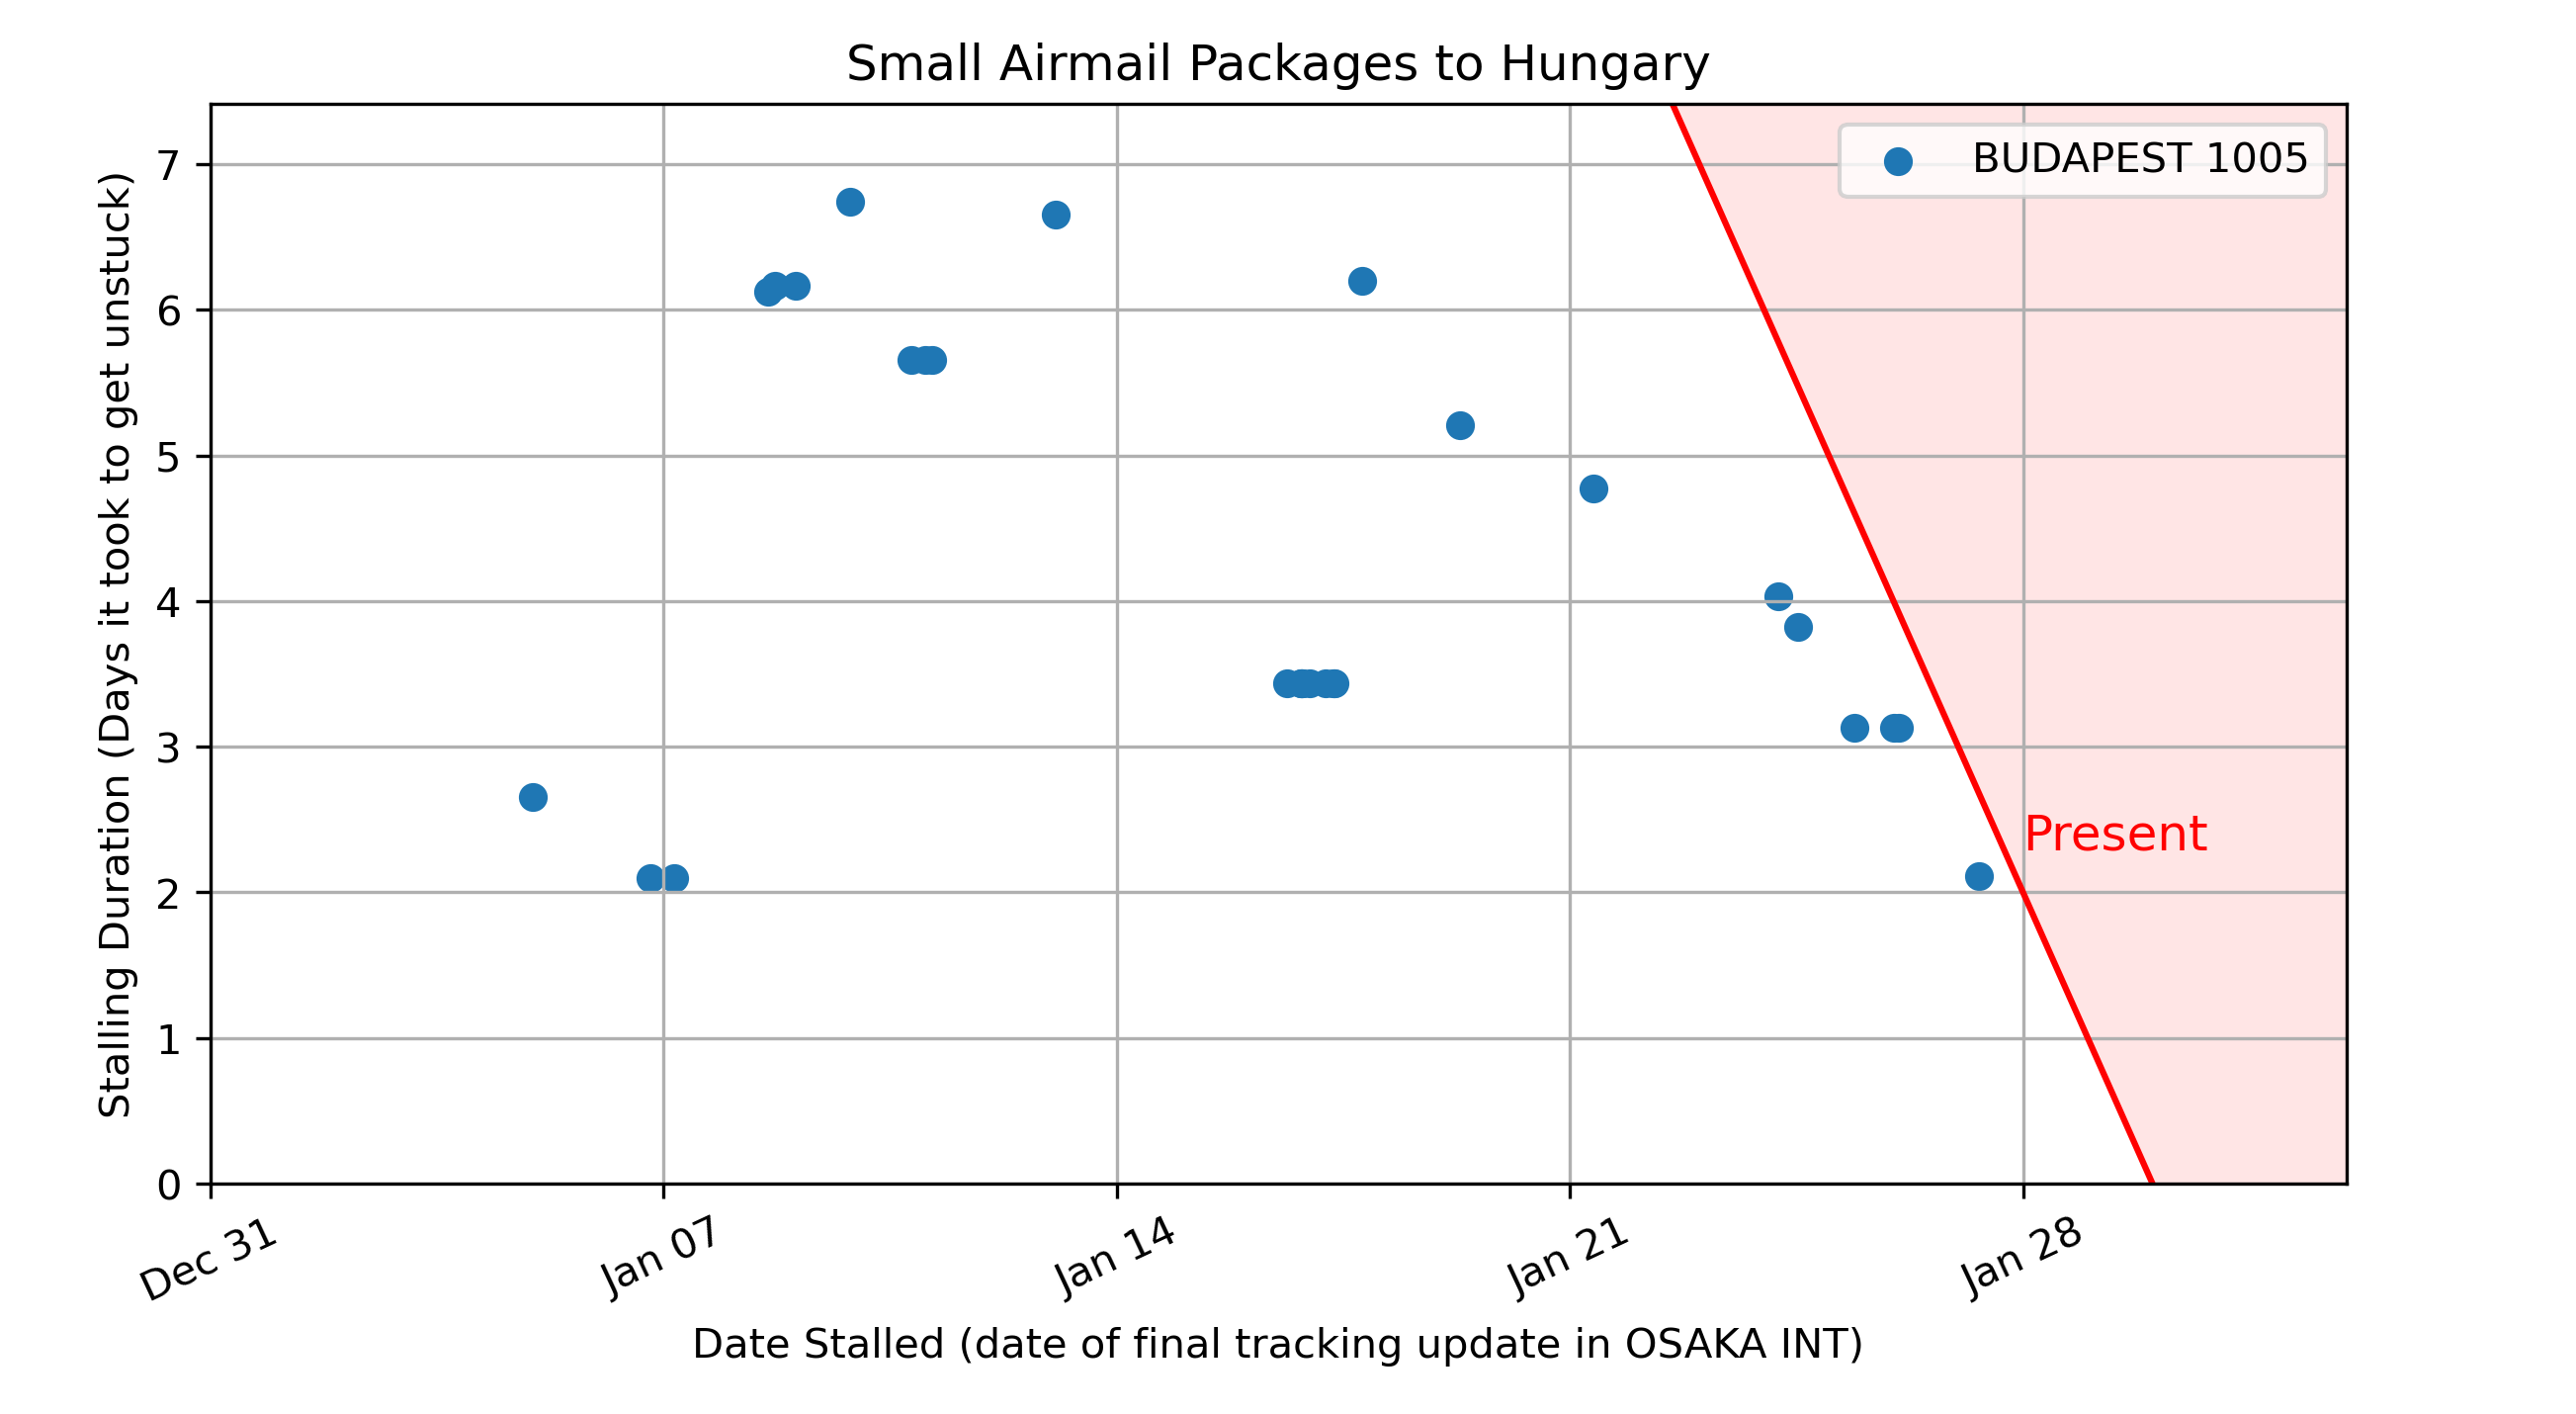 Small Airmail Packages to Hungary
BUDAPEST 1005
Stalling Duration (Days it took to get unstuck)
7
6
5
4
3
2
1
0
Present
Dec 31
Jan 07
Jan 14
Jan 21
Jan 28
Date Stalled (date of final tracking update in OSAKA INT)